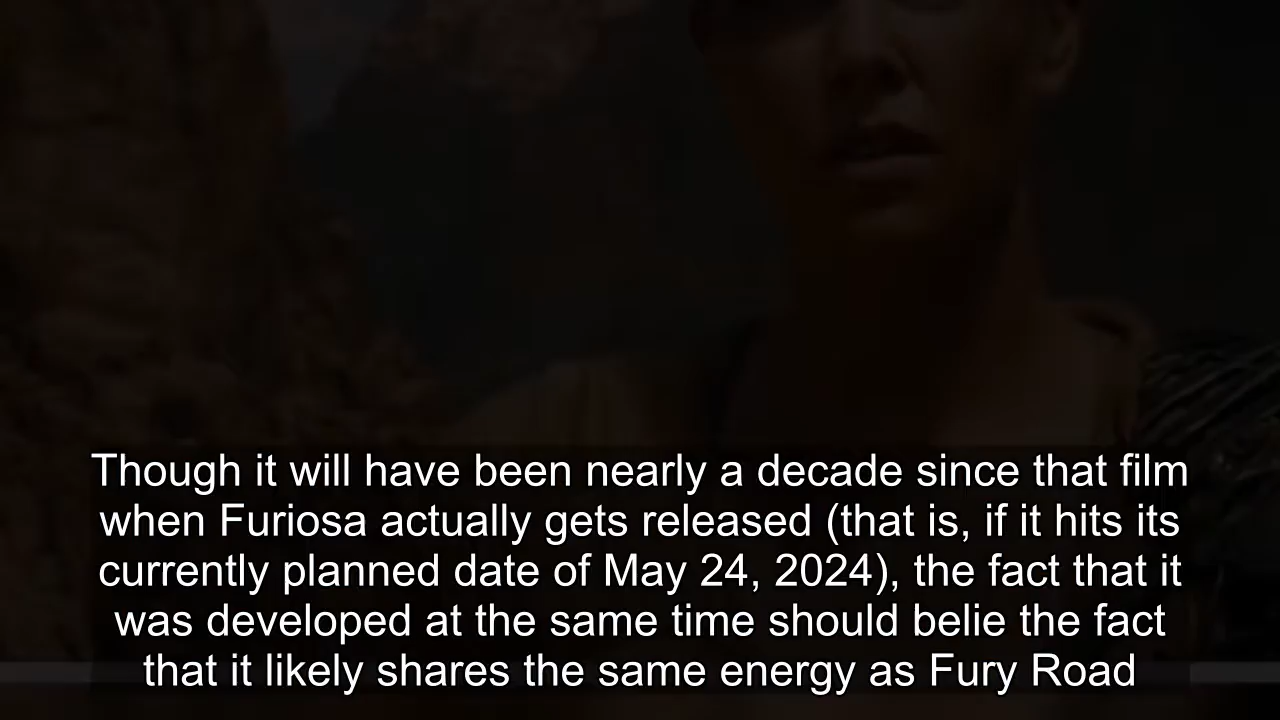 Though it will have been nearly a decade since that film
when Furiosa actually gets released (that is, if it hits its
currently planned date of May 24, 2024), the fact that it
was developed at the same time should belie the fact
that it likely shares the same energy as Fury Road